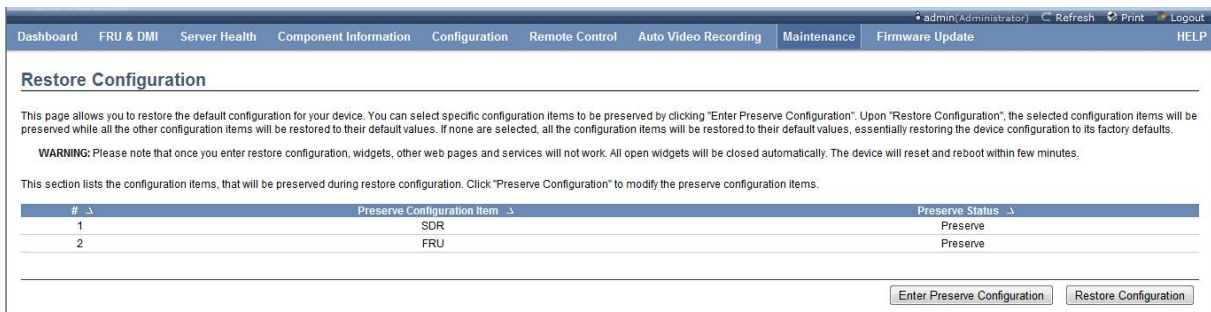 admin(Administrator) Refresh Print Logout
Dashboard FRU & DMI Server Health Component Information Configuration Remote Control Auto Video Recording Maintenance Firmware Update HELP
Restore Configuration
This page allows you to restore the default configuration for your device. You can select specific configuration items to be preserved by clicking "Enter Preserve Configuration". Upon "Restore Configuration", the selected configuration items will be
preserved while all the other configuration items will be restored to their default values. If none are selected, all the configuration items will be restored to their default values, essentially restoring the device configuration to its factory defaults.
WARNING: Please note that once you enter restore configuration, widgets, other web pages and services will not work. All open widgets will be closed automatically. The device will reset and reboot within few minutes.
This section lists the configuration items, that will be preserved during restore configuration. Click "Preserve Configuration" to modify the preserve configuration items.
# Preserve Configuration Item Preserve Status
1 SDR Preserve
2 FRU Preserve
Enter Preserve Configuration Restore Configuration